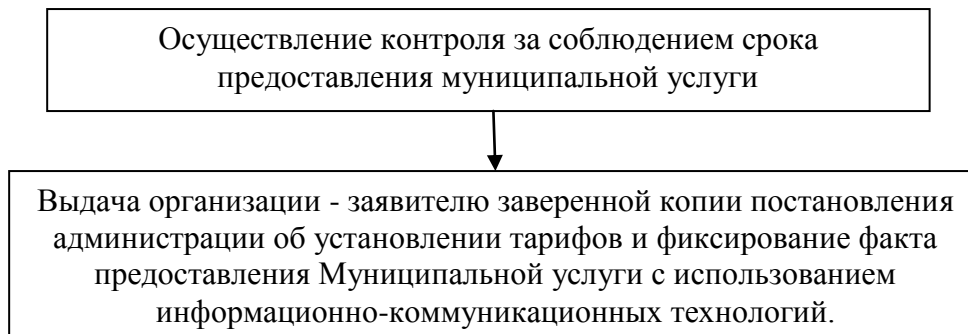 Осуществление контроля за соблюдением срока
предоставления муниципальной услуги
Выдача организации - заявителю заверенной копии постановления
администрации об установлении тарифов и фиксирование факта
предоставления Муниципальной услуги с использованием
информационно-коммуникационных технологий.